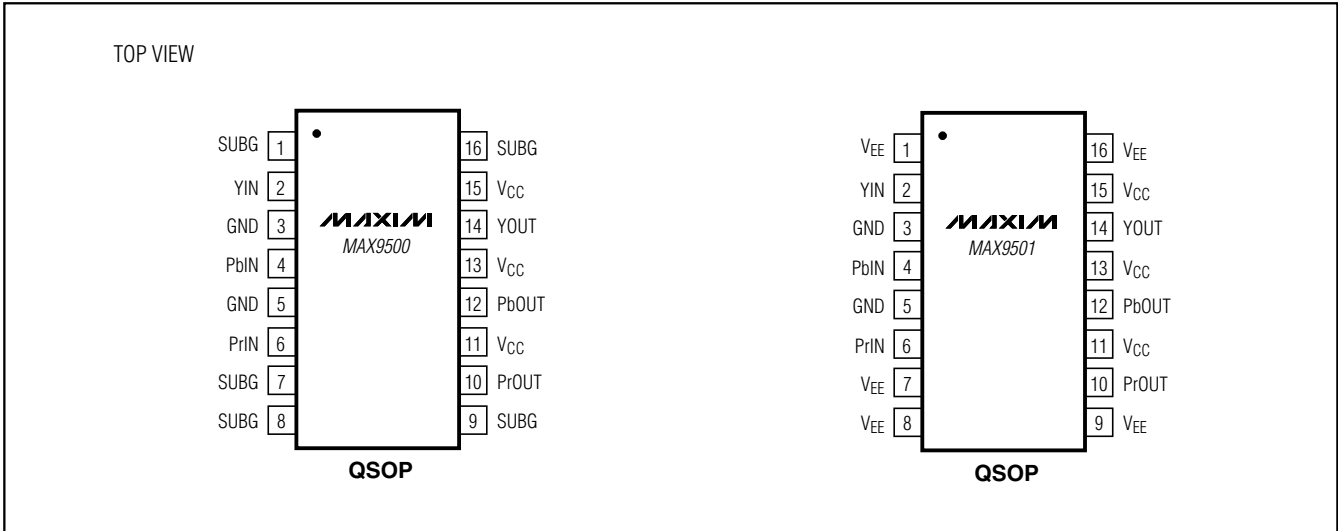 TOP VIEW
SUBG 1 16 SUBG
YIN 2 15 VCC
GND 3 MAXIM 14 YOUT
MAX9500
PbIN 4 13 VCC
GND 5 12 PbOUT
PrIN 6 11 VCC
SUBG 7 10 PrOUT
SUBG 8 9 SUBG
QSOP
VEE 1 16 VEE
YIN 2 15 VCC
GND 3 MAXIM 14 YOUT
MAX9501
PbIN 4 13 VCC
GND 5 12 PbOUT
PrIN 6 11 VCC
VEE 7 10 PrOUT
VEE 8 9 VEE
QSOP